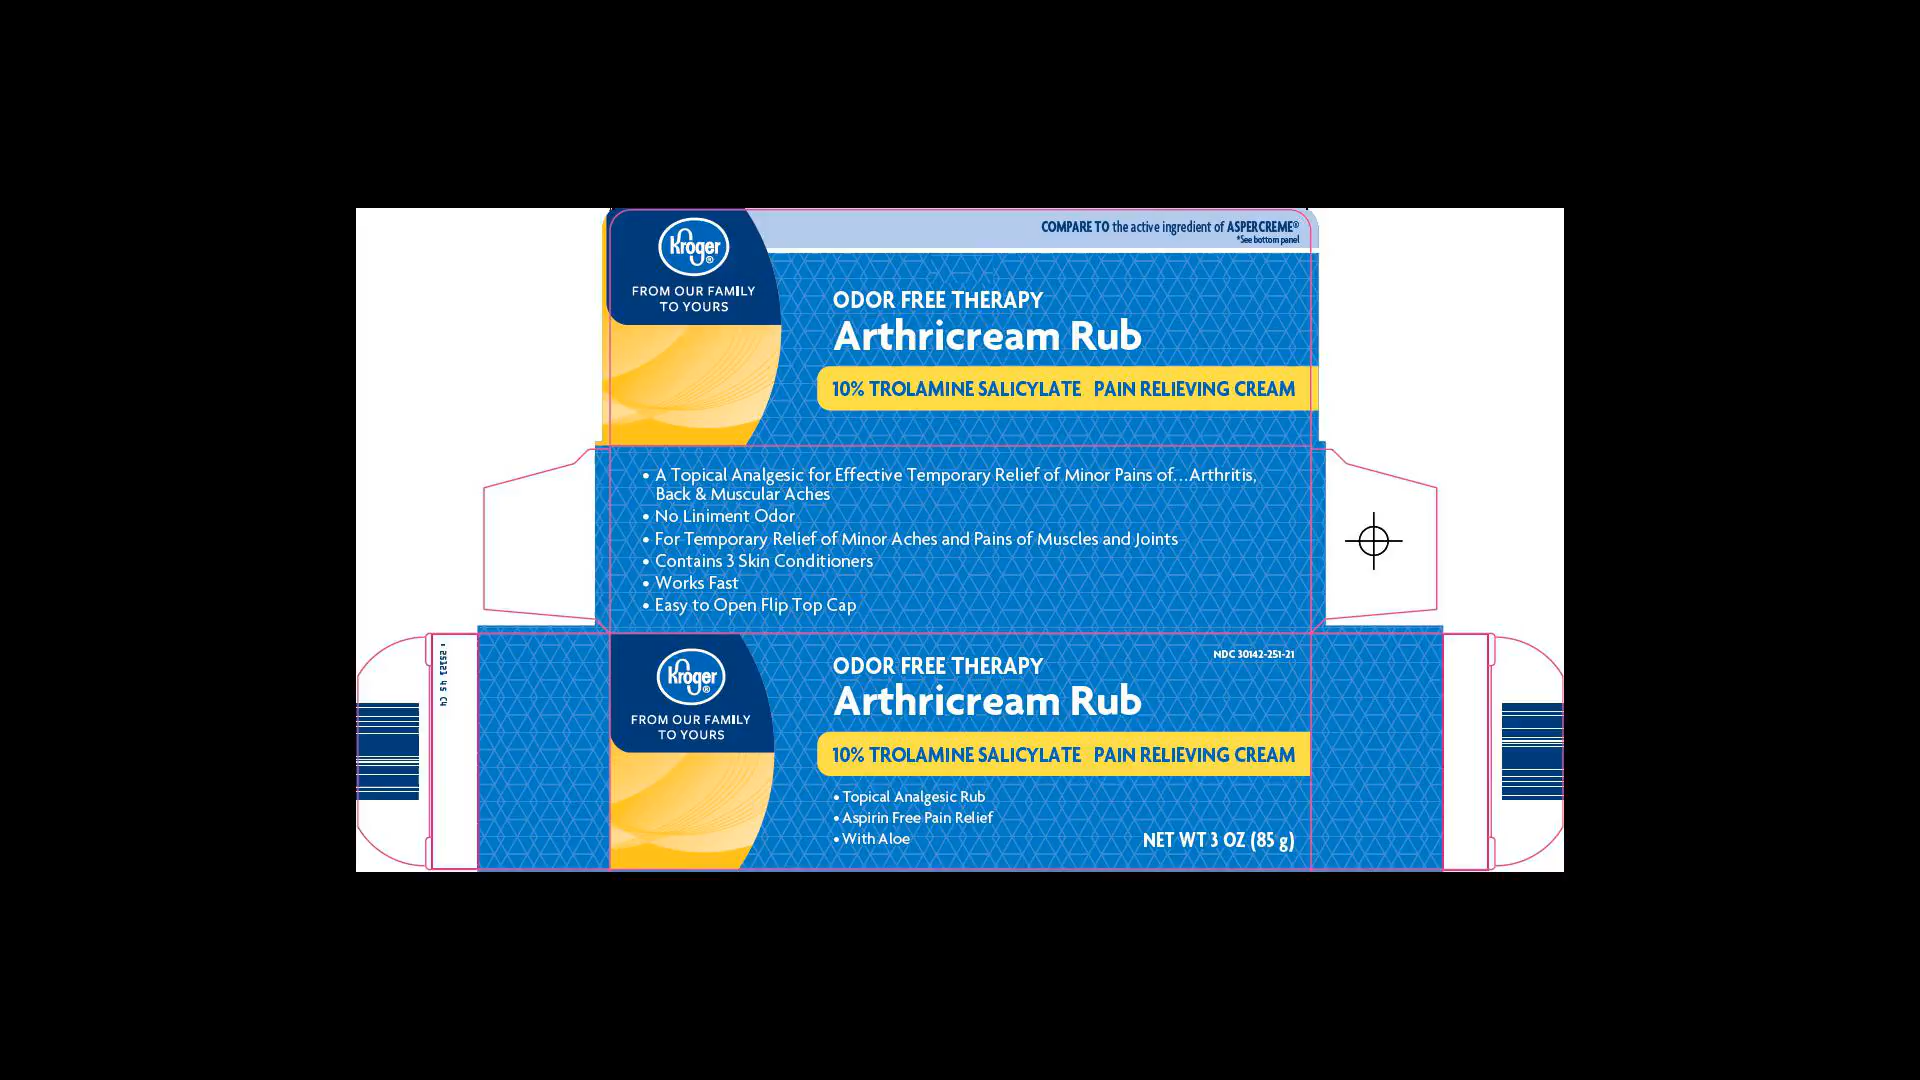 Kroger®
FROM OUR FAMILY
TO YOURS
COMPARE TO the active ingredient of ASPERCREME®
*See bottom panel
ODOR FREE THERAPY
Arthricream Rub
10% TROLAMINE SALICYLATE PAIN RELIEVING CREAM
• A Topical Analgesic for Effective Temporary Relief of Minor Pains of...Arthritis,
Back & Muscular Aches
• No Liniment Odor
• For Temporary Relief of Minor Aches and Pains of Muscles and Joints
• Contains 3 Skin Conditioners
• Works Fast
• Easy to Open Flip Top Cap
Kroger®
FROM OUR FAMILY
TO YOURS
NDC 30142-251-21
ODOR FREE THERAPY
Arthricream Rub
10% TROLAMINE SALICYLATE PAIN RELIEVING CREAM
• Topical Analgesic Rub
• Aspirin Free Pain Relief
• With Aloe
NET WT 3 OZ (85 g)